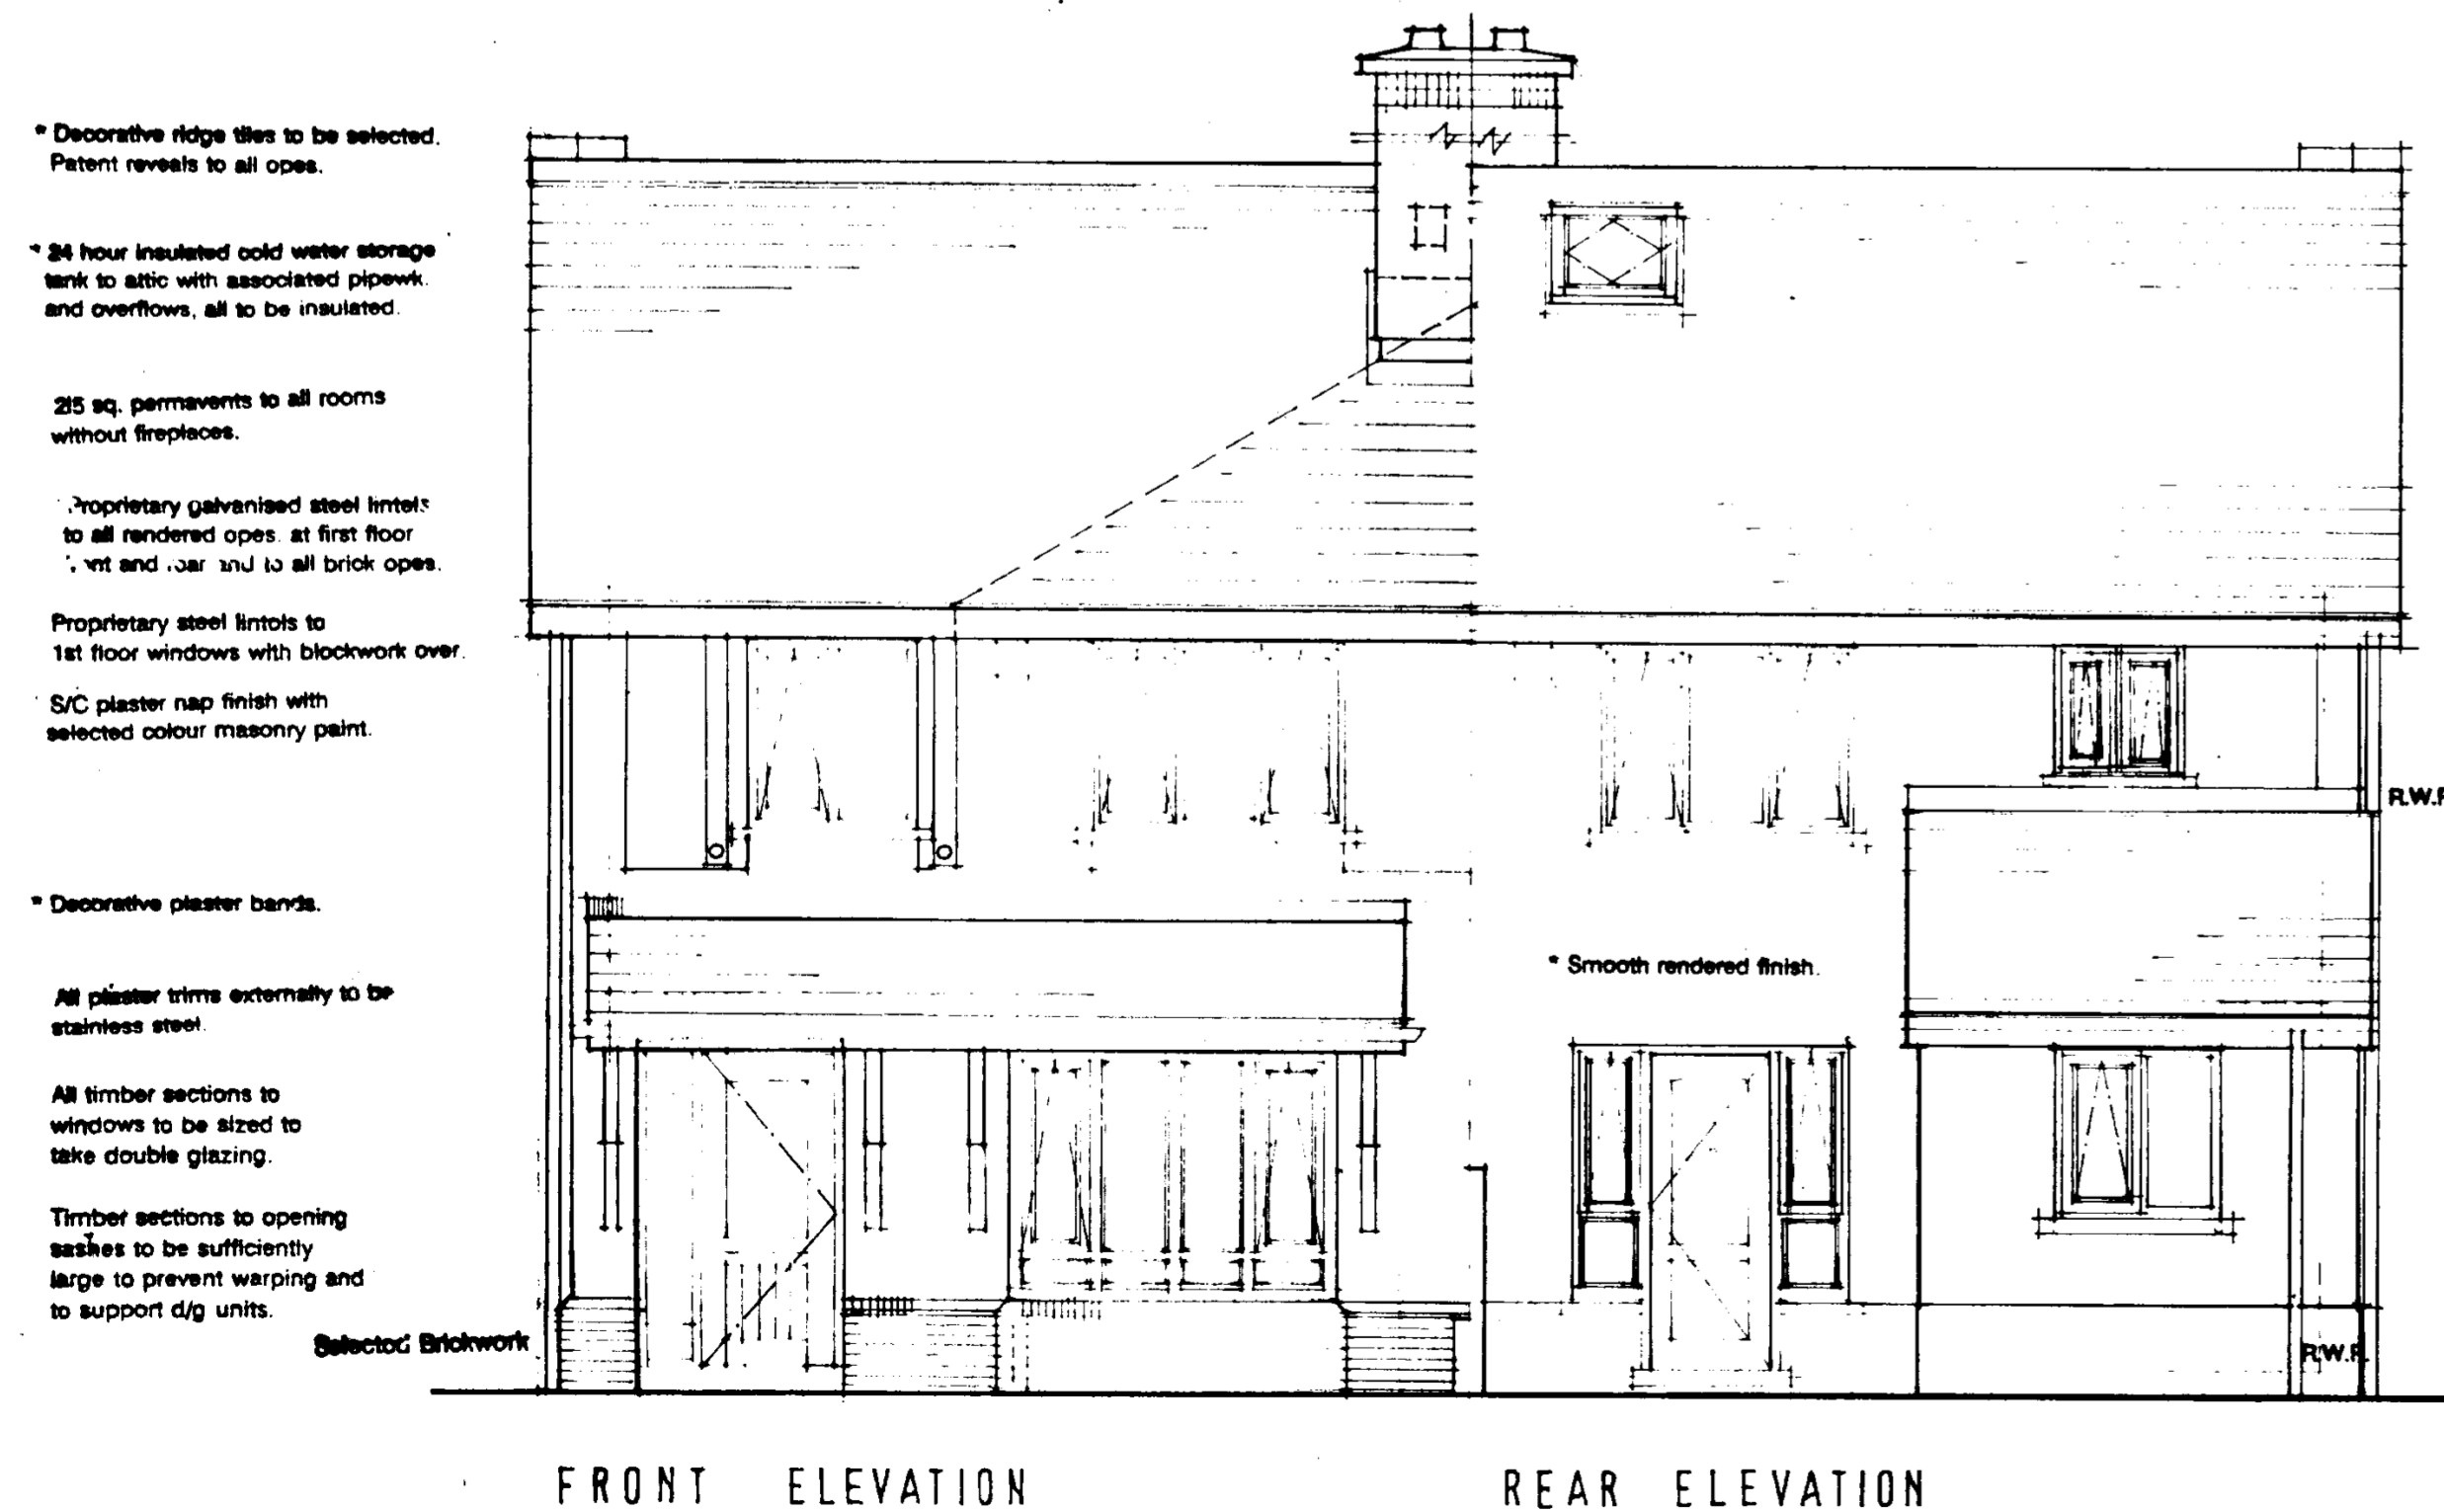 * Decorative ridge tiles to be selected.
Patent reveals to all opes.
* 24 hour insulated cold water storage
tank to attic with associated pipewk.
and overflows, all to be insulated.
215 sq. permavents to all rooms
without fireplaces.
Proprietary galvanised steel lintels
to all rendered opes. at first floor
and rear and to all brick opes.
Proprietary steel lintols to
1st floor windows with blockwork over.
S/C plaster nap finish with
selected colour masonry paint.
* Decorative plaster bands.
All plaster trims externally to be
stainless steel.
All timber sections to
windows to be sized to
take double glazing.
Timber sections to opening
sashes to be sufficiently
large to prevent warping and
to support d/g units.
Selected Brickwork
* Smooth rendered finish.
R.W.P
R.W.P.
FRONT ELEVATION
REAR ELEVATION